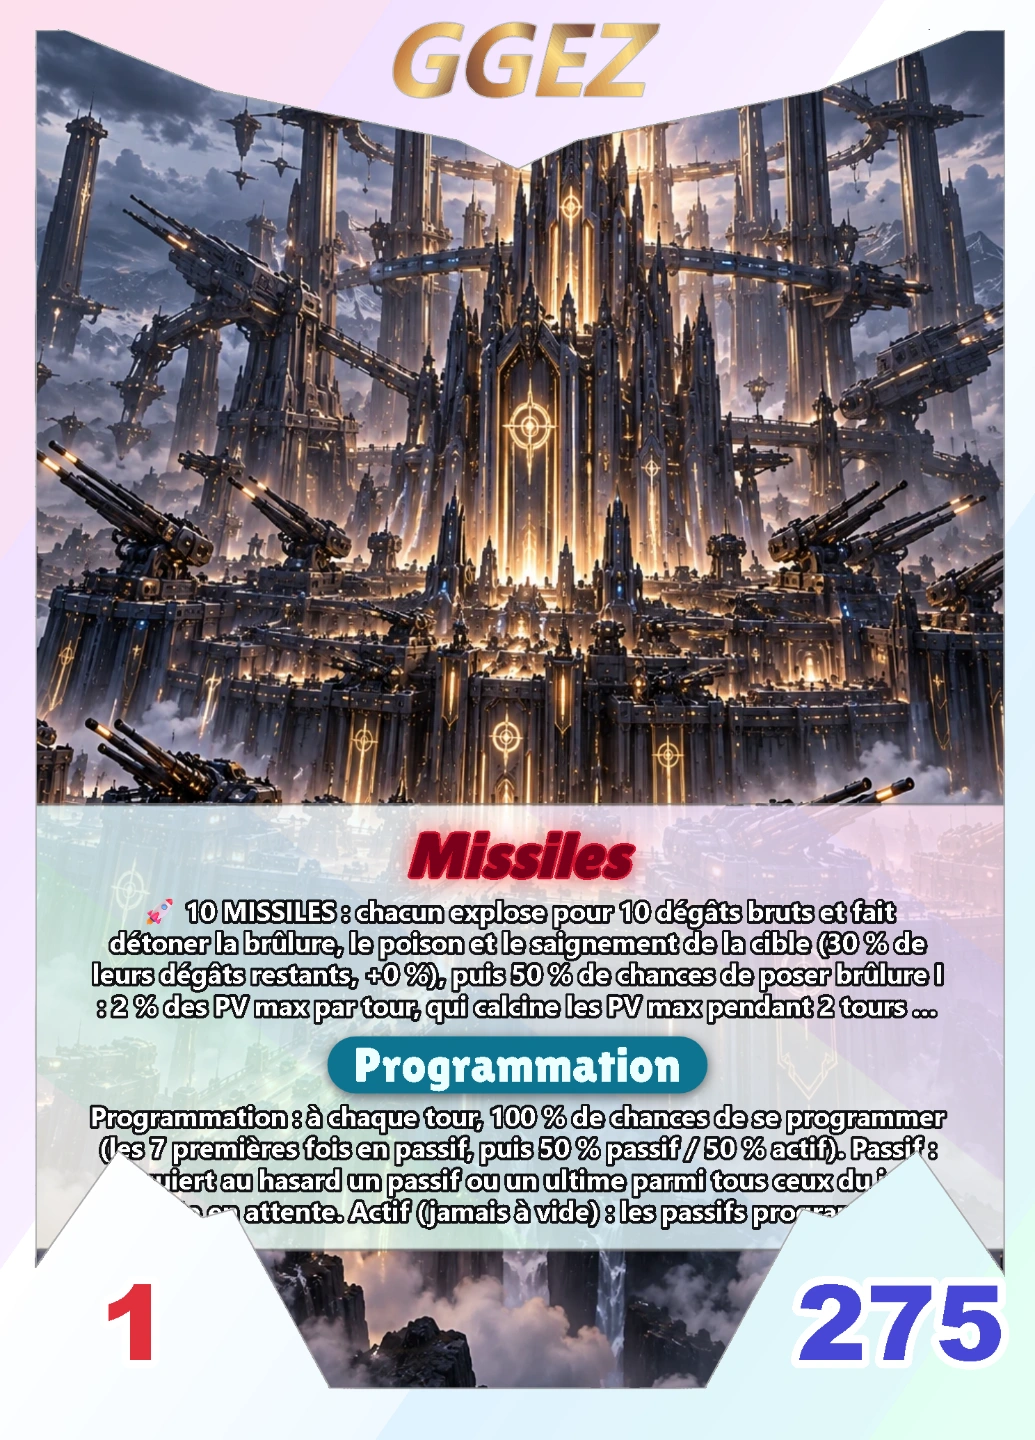 GGEZ
Missiles
🚀 10 MISSILES : chacun explose pour 10 dégâts bruts et fait
détoner la brûlure, le poison et le saignement de la cible (30 % de
leurs dégâts restants, +0 %), puis 50 % de chances de poser brûlure I
: 2 % des PV max par tour, qui calcine les PV max pendant 2 tours ...
Programmation
Programmation : à chaque tour, 100 % de chances de se programmer
(les 7 premières fois en passif, puis 50 % passif / 50 % actif). Passif :
au hasard un passif ou un ultime parmi tous ceux du
en attente. Actif (jamais à vide) : les passifs
1
275